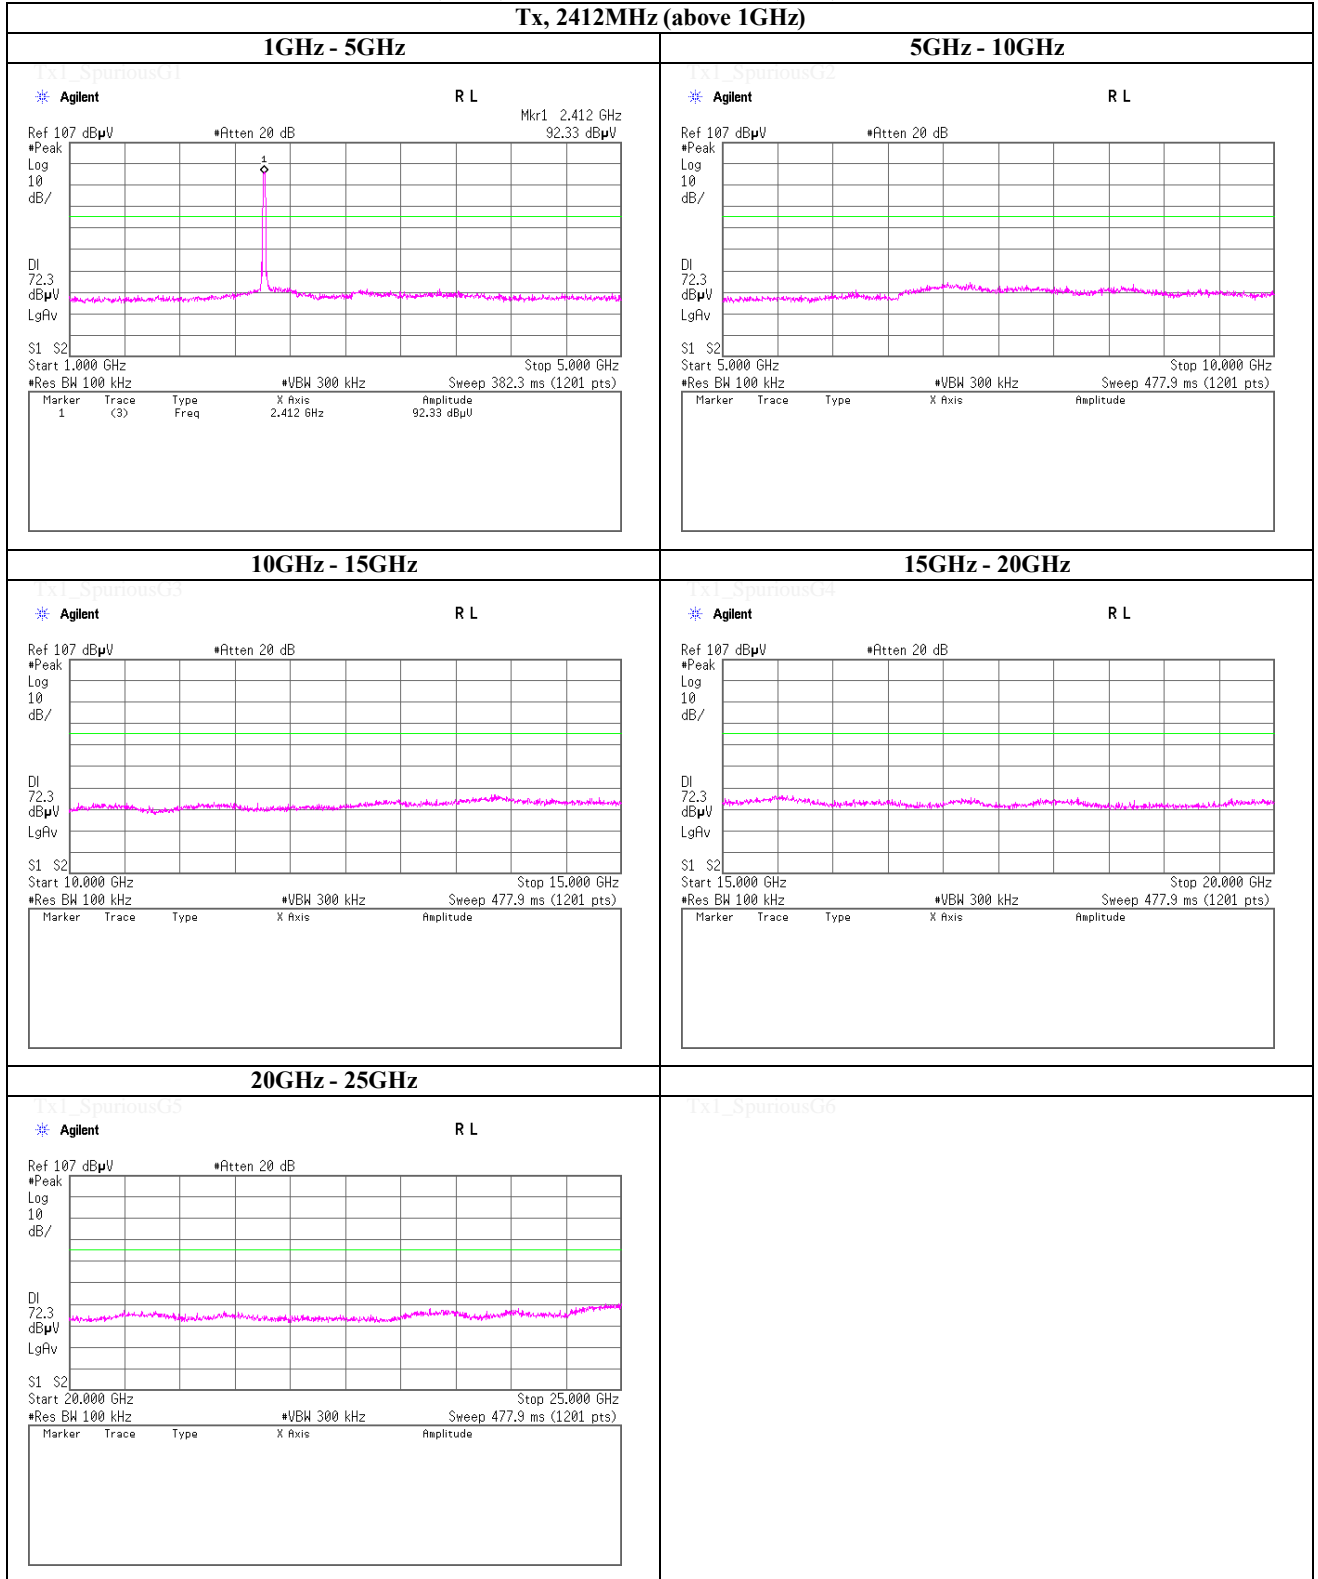 Tx, 2412MHz (above 1GHz)
1GHz - 5GHz
Tx1_SpuriousG1
Agilent R L
Mkr1 2.412 GHz
Ref 107 dBµV #Atten 20 dB 92.33 dBµV
#Peak
Log
10
dB/
1
DI
72.3
dBµV
LgAv
S1 S2
Start 1.000 GHz Stop 5.000 GHz
#Res BW 100 kHz #VBW 300 kHz Sweep 382.3 ms (1201 pts)
Marker Trace Type X Axis Amplitude
1 (3) Freq 2.412 GHz 92.33 dBµV
5GHz - 10GHz
Tx1_SpuriousG2
Agilent R L
Ref 107 dBµV #Atten 20 dB
#Peak
Log
10
dB/
DI
72.3
dBµV
LgAv
S1 S2
Start 5.000 GHz Stop 10.000 GHz
#Res BW 100 kHz #VBW 300 kHz Sweep 477.9 ms (1201 pts)
Marker Trace Type X Axis Amplitude
10GHz - 15GHz
Tx1_SpuriousG3
Agilent R L
Ref 107 dBµV #Atten 20 dB
#Peak
Log
10
dB/
DI
72.3
dBµV
LgAv
S1 S2
Start 10.000 GHz Stop 15.000 GHz
#Res BW 100 kHz #VBW 300 kHz Sweep 477.9 ms (1201 pts)
Marker Trace Type X Axis Amplitude
15GHz - 20GHz
Tx1_SpuriousG4
Agilent R L
Ref 107 dBµV #Atten 20 dB
#Peak
Log
10
dB/
DI
72.3
dBµV
LgAv
S1 S2
Start 15.000 GHz Stop 20.000 GHz
#Res BW 100 kHz #VBW 300 kHz Sweep 477.9 ms (1201 pts)
Marker Trace Type X Axis Amplitude
20GHz - 25GHz
Tx1_SpuriousG5
Agilent R L
Ref 107 dBµV #Atten 20 dB
#Peak
Log
10
dB/
DI
72.3
dBµV
LgAv
S1 S2
Start 20.000 GHz Stop 25.000 GHz
#Res BW 100 kHz #VBW 300 kHz Sweep 477.9 ms (1201 pts)
Marker Trace Type X Axis Amplitude
Tx1_SpuriousG6